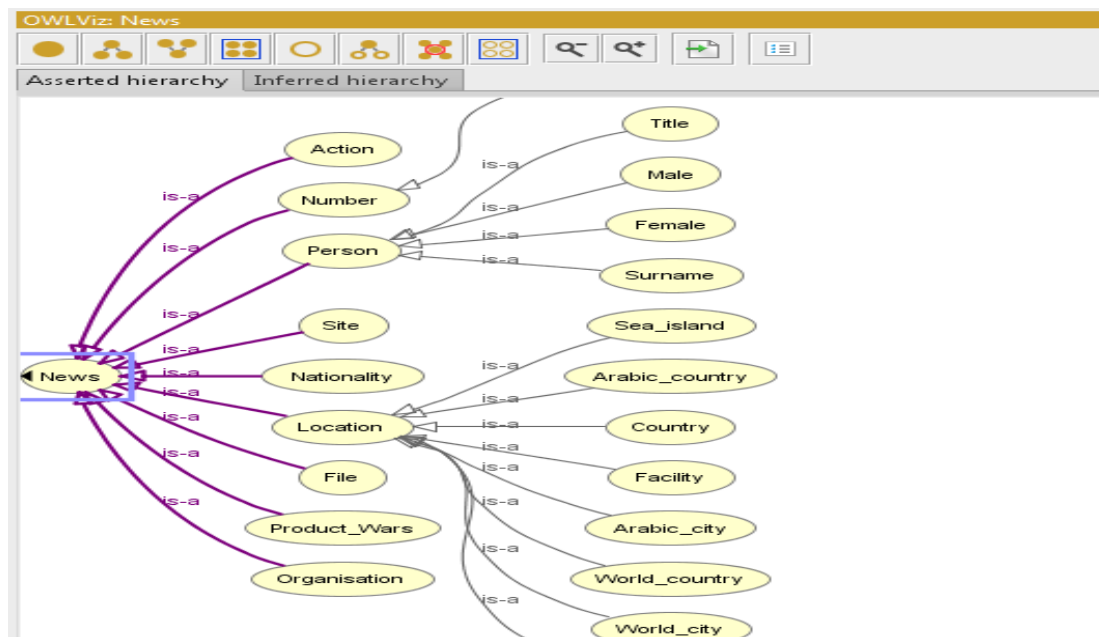 OWLViz: News
Asserted hierarchy Inferred hierarchy
Title
Action
is-a
Male
is-a
Number
is-a
Female
is-a
Person
is-a
Surname
is-a
Site
Sea_island
is-a
is-a
News
is-a
Nationality
Arabic_country
is-a
is-a
Location
is-a
Country
is-a
is-a
File
is-a
Facility
is-a
is-a
Product_Wars
Arabic_city
is-a
Organisation
World_country
is-a
World_city